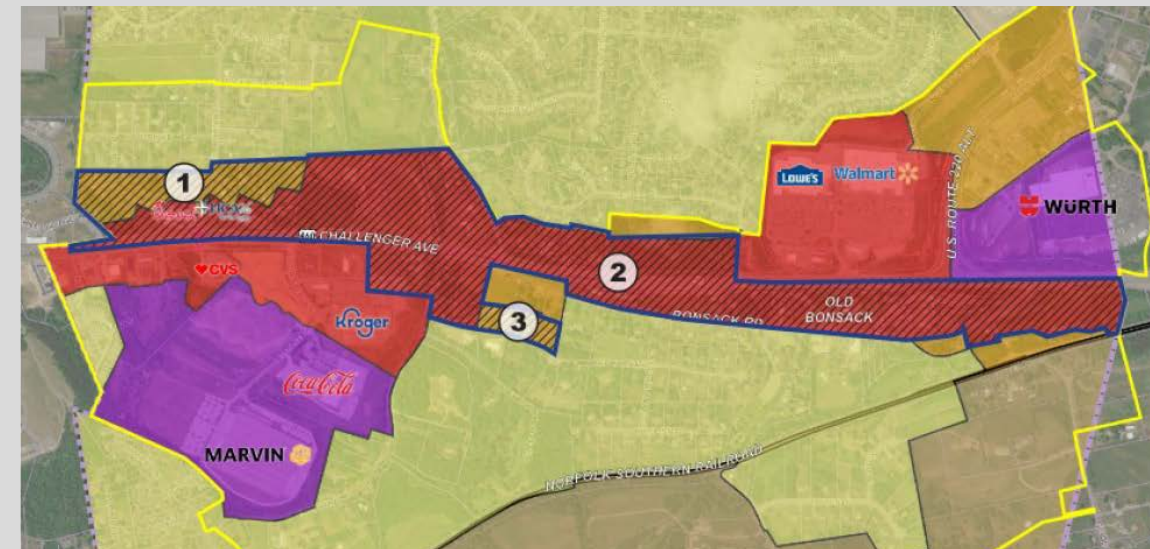 1
CHALLENGER AVE
CVS
Kroger
Coca-Cola
MARVIN
2
3
LOWE'S
Walmart
U.S. ROUTE 220 ALT
WÜRTH
OLD
BONSACK
BONSACK RD
NORFOLK SOUTHERN RAILROAD